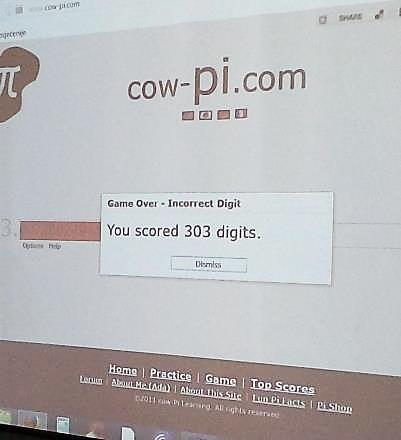 www.cow-pi.com
SHARE
π
cow-pi.com
Game Over - Incorrect Digit
You scored 303 digits.
Dismiss
3.
Options Help
Home | Practice | Game | Top Scores
Forum | About Me (Ada) | About This Site | Fun Pi Facts | Pi Shop
©2011 cow-Pi Learning. All rights reserved